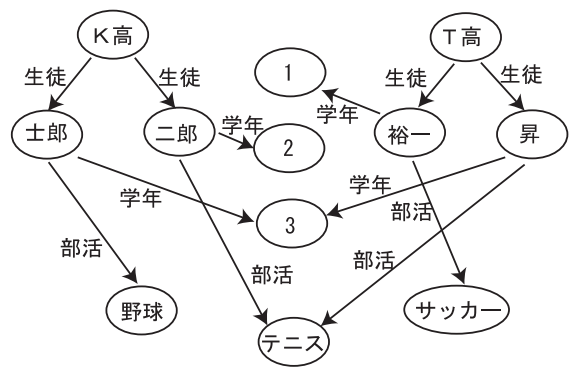 K高
T高
生徒
生徒
1
生徒
生徒
学年
士郎
二郎
学年
2
裕一
昇
学年
3
学年
部活
部活
部活
部活
野球
テニス
サッカー